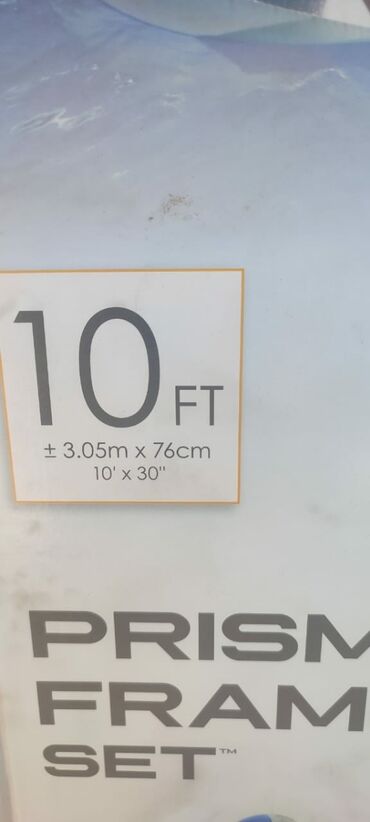 10 FT
± 3.05m x 76cm
10' x 30"
PRISM
FRAM
SET™